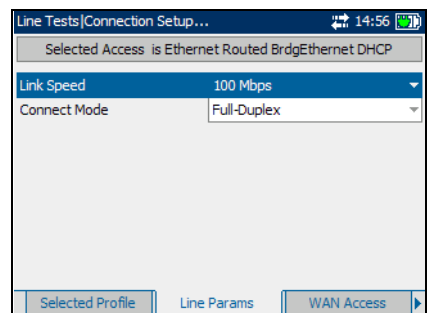 Line Tests|Connection Setup... 14:56
Selected Access is Ethernet Routed BrdgEthernet DHCP
Link Speed 100 Mbps
Connect Mode Full-Duplex
Selected Profile Line Params WAN Access